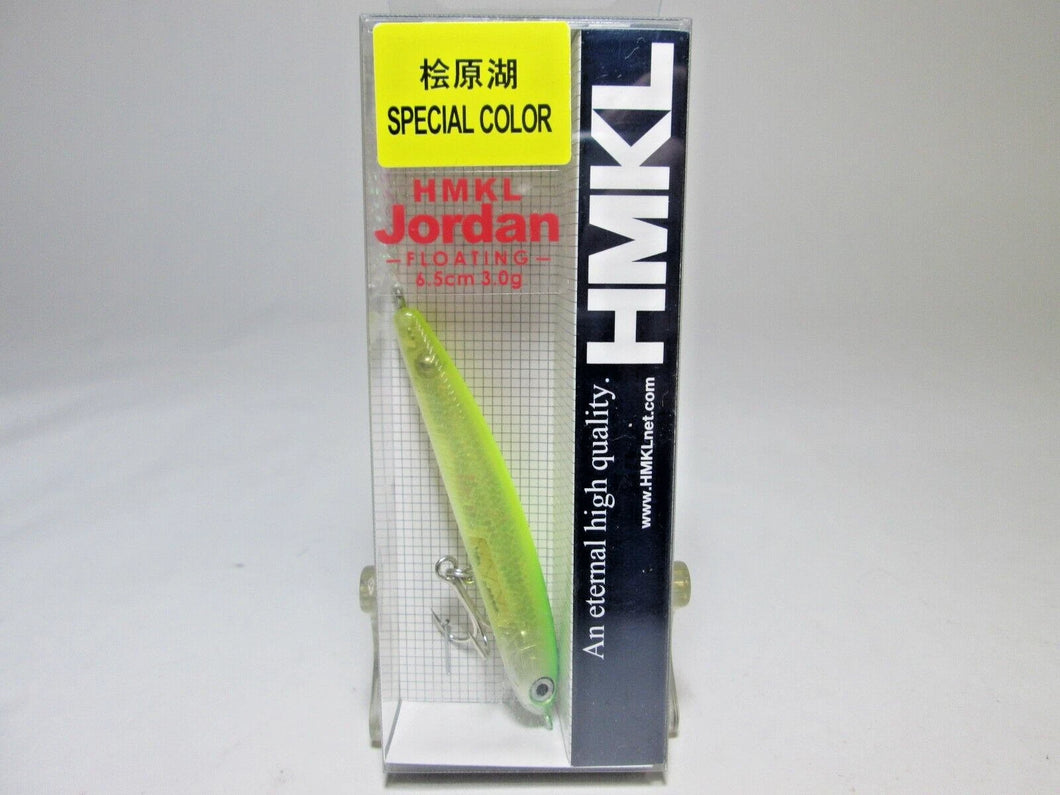 桧原湖
SPECIAL COLOR
HMKL
Jordan
-FLOATING-
6.5cm 3.0g
HMKL
An eternal high quality.
www.HMKLnet.com